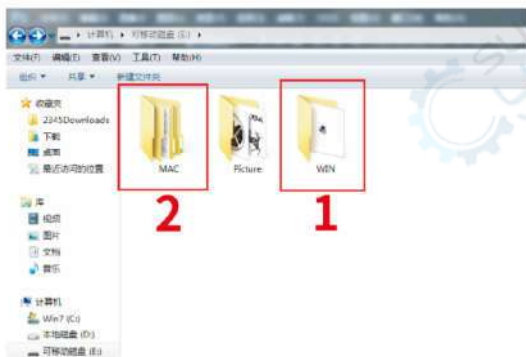 计算机 ▸ 可移动磁盘 (E:) ▸
文件(F) 编辑(E) 查看(V) 工具(T) 帮助(H)
组织 ▼ 共享 ▼ 新建文件夹
收藏夹
2345Downloads
下载
桌面
最近访问的位置
库
视频
图片
文档
音乐
计算机
Win7 (C:)
本地磁盘 (D:)
可移动磁盘 (E:)
MAC
Picture
WIN
2
1